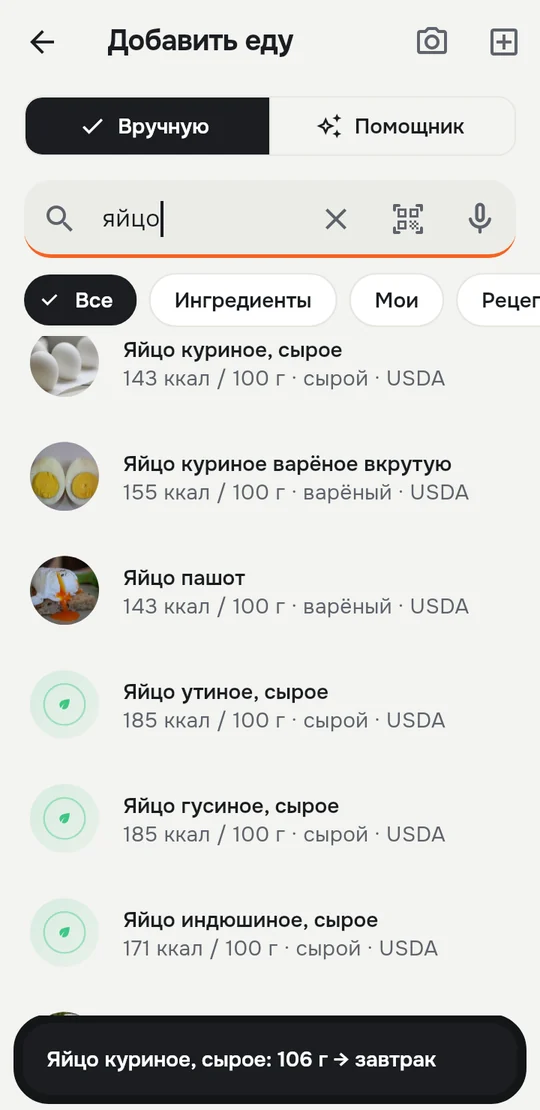 Добавить еду
Вручную
Помощник
яйцо
Все
Ингредиенты
Мои
Рецеп
Яйцо куриное, сырое
143 ккал / 100 г · сырой · USDA
Яйцо куриное варёное вкрутую
155 ккал / 100 г · варёный · USDA
Яйцо пашот
143 ккал / 100 г · варёный · USDA
Яйцо утиное, сырое
185 ккал / 100 г · сырой · USDA
Яйцо гусиное, сырое
185 ккал / 100 г · сырой · USDA
Яйцо индюшиное, сырое
171 ккал / 100 г · сырой · USDA
Яйцо куриное, сырое: 106 г → завтрак